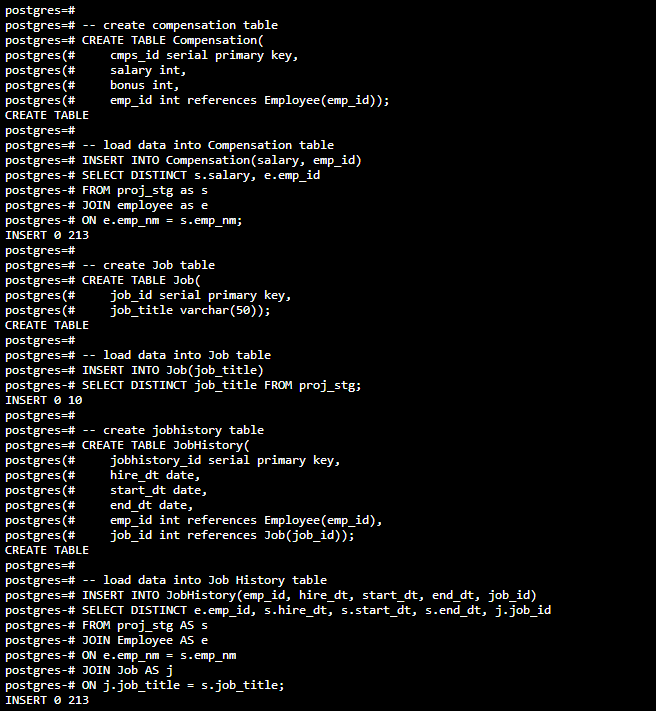 postgres=#
postgres=# -- create compensation table
postgres=# CREATE TABLE Compensation(
postgres(#     cmps_id serial primary key,
postgres(#     salary int,
postgres(#     bonus int,
postgres(#     emp_id int references Employee(emp_id));
CREATE TABLE
postgres=#
postgres=# -- load data into Compensation table
postgres=# INSERT INTO Compensation(salary, emp_id)
postgres-# SELECT DISTINCT s.salary, e.emp_id
postgres-# FROM proj_stg as s
postgres-# JOIN employee as e
postgres-# ON e.emp_nm = s.emp_nm;
INSERT 0 213
postgres=#
postgres=# -- create Job table
postgres=# CREATE TABLE Job(
postgres(#     job_id serial primary key,
postgres(#     job_title varchar(50));
CREATE TABLE
postgres=#
postgres=# -- load data into Job table
postgres=# INSERT INTO Job(job_title)
postgres-# SELECT DISTINCT job_title FROM proj_stg;
INSERT 0 10
postgres=#
postgres=# -- create jobhistory table
postgres=# CREATE TABLE JobHistory(
postgres(#     jobhistory_id serial primary key,
postgres(#     hire_dt date,
postgres(#     start_dt date,
postgres(#     end_dt date,
postgres(#     emp_id int references Employee(emp_id),
postgres(#     job_id int references Job(job_id));
CREATE TABLE
postgres=#
postgres=# -- load data into Job History table
postgres=# INSERT INTO JobHistory(emp_id, hire_dt, start_dt, end_dt, job_id)
postgres-# SELECT DISTINCT e.emp_id, s.hire_dt, s.start_dt, s.end_dt, j.job_id
postgres-# FROM proj_stg AS s
postgres-# JOIN Employee AS e
postgres-# ON e.emp_nm = s.emp_nm
postgres-# JOIN Job AS j
postgres-# ON j.job_title = s.job_title;
INSERT 0 213